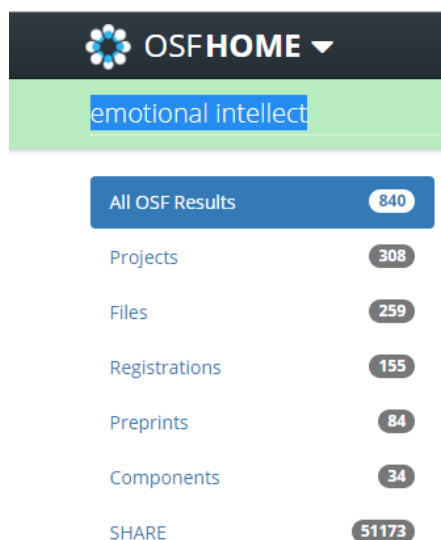 OSFHOME
emotional intellect
All OSF Results 840
Projects 308
Files 259
Registrations 155
Preprints 84
Components 34
SHARE 51173